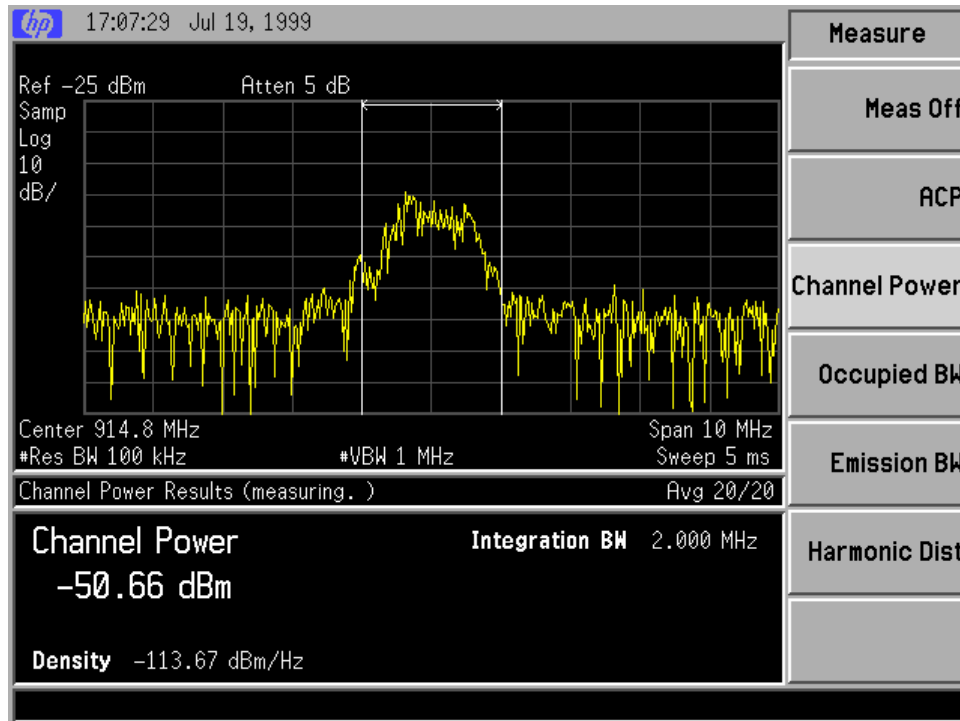 hp 17:07:29 Jul 19, 1999
Measure
Ref -25 dBm Atten 5 dB
Samp
Log
10
dB/
Center 914.8 MHz Span 10 MHz
#Res BW 100 kHz #VBW 1 MHz Sweep 5 ms
Channel Power Results (measuring. ) Avg 20/20
Channel Power Integration BW 2.000 MHz
-50.66 dBm
Density -113.67 dBm/Hz
Meas Off
ACP
Channel Power
Occupied BW
Emission BW
Harmonic Dist